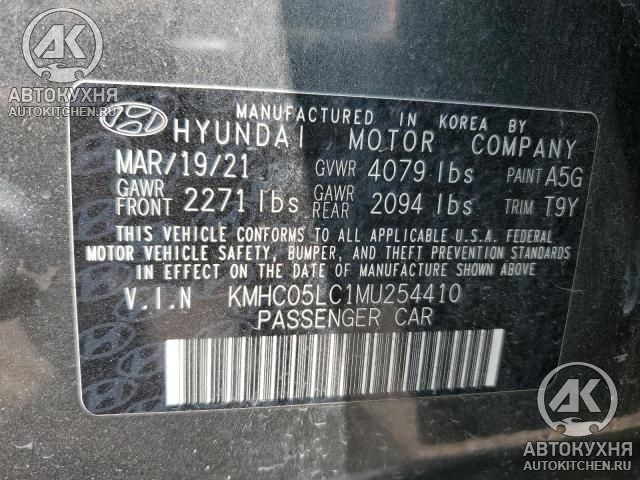 AK
АВТОКУХНЯ
AUTOKITCHEN.RU
MANUFACTURED IN KOREA BY
HYUNDAI MOTOR COMPANY
MAR/19/21 GVWR 4079 lbs PAINT A5G
GAWR FRONT 2271 lbs GAWR REAR 2094 lbs TRIM T9Y
THIS VEHICLE CONFORMS TO ALL APPLICABLE U.S.A. FEDERAL
MOTOR VEHICLE SAFETY, BUMPER, AND THEFT PREVENTION STANDARDS
IN EFFECT ON THE DATE OF MANUFACTURE SHOWN ABOVE.
V.I.N KMHC05LC1MU254410
PASSENGER CAR
AK
АВТОКУХНЯ
AUTOKITCHEN.RU